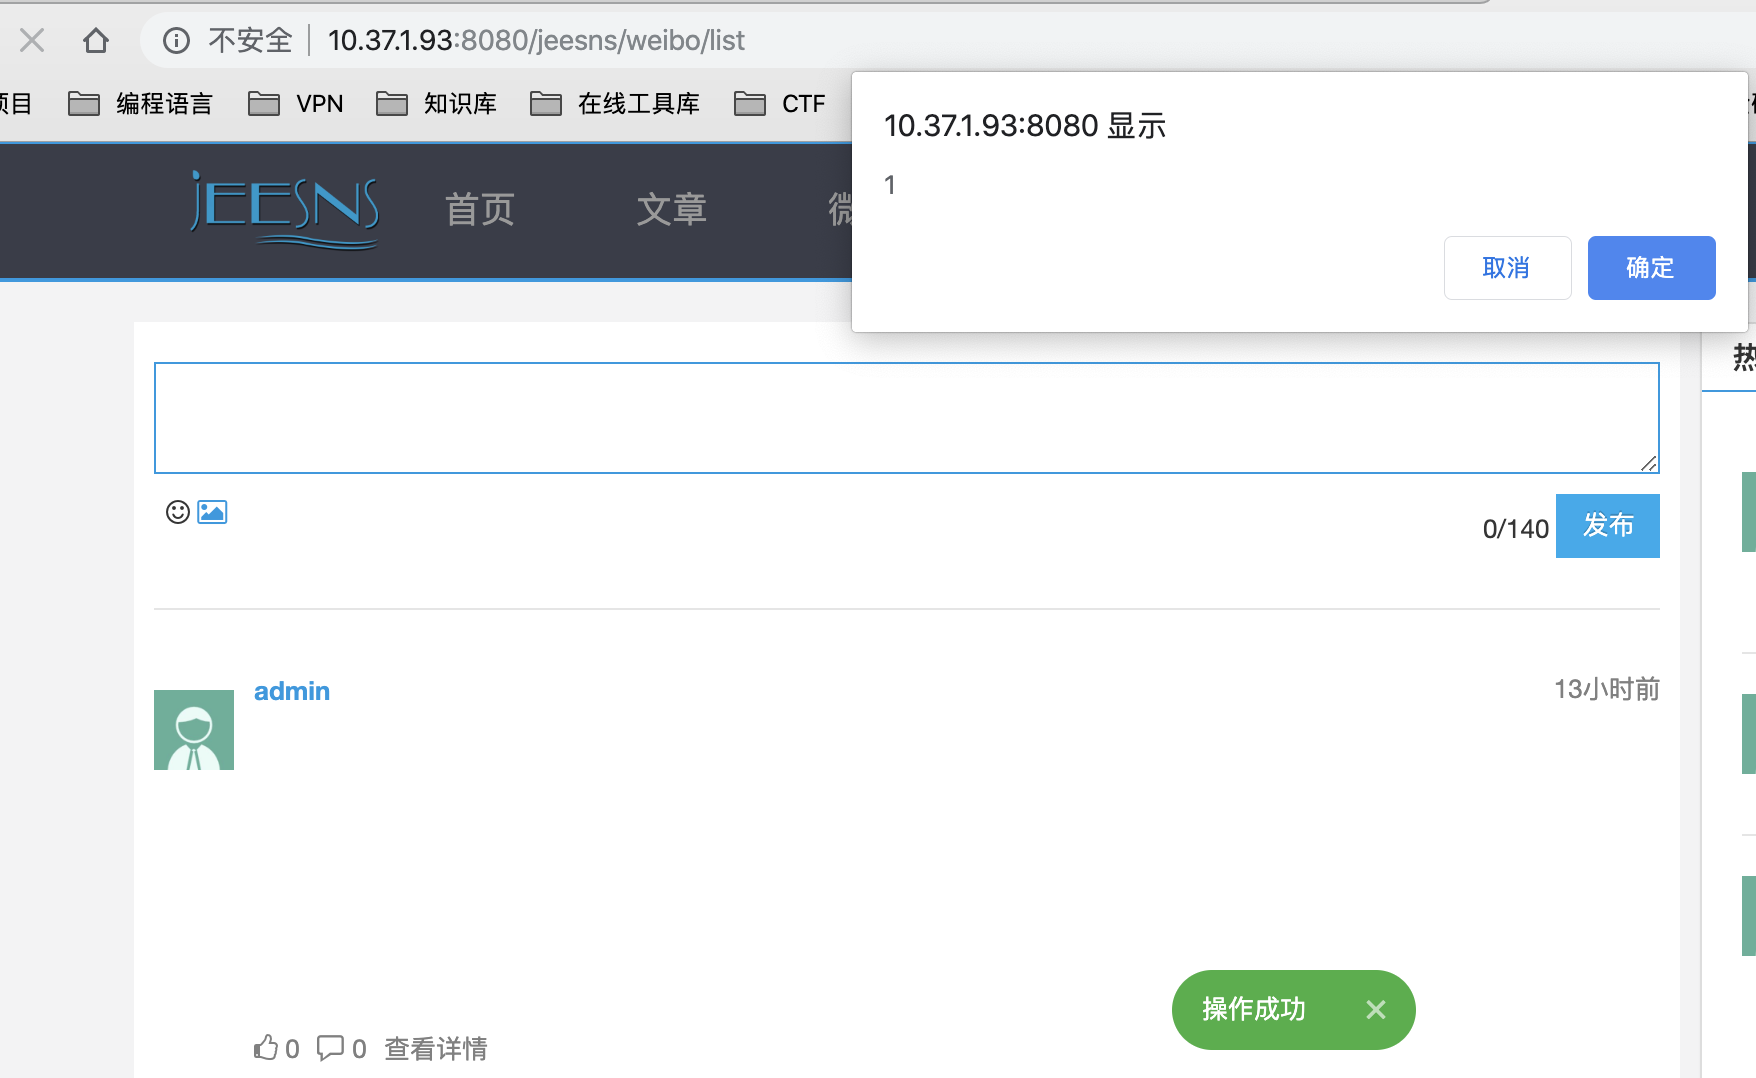 不安全 10.37.1.93:8080/jeesns/weibo/list
项目 编程语言 VPN 知识库 在线工具库 CTF
10.37.1.93:8080 显示
1
取消 确定
JEESNS 首页 文章 微
热
0/140 发布
admin 13小时前
操作成功
0 0 查看详情